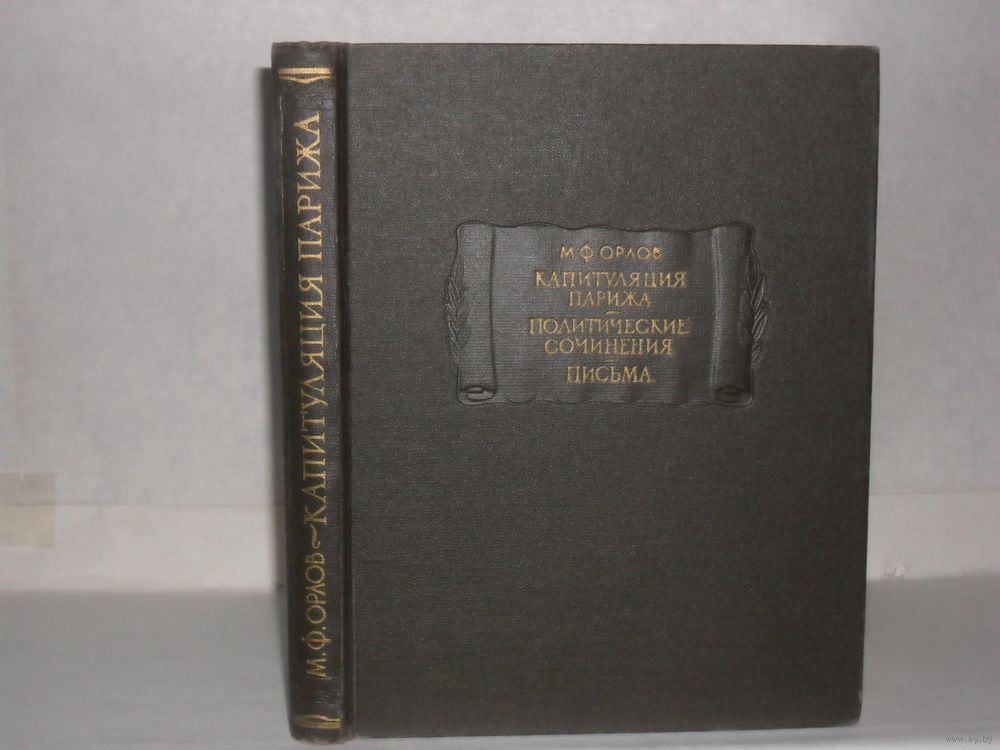 М.Ф.ОРЛОВ~КАПИТУЛЯЦИЯ ПАРИЖА
М.Ф.ОРЛОВ
КАПИТУЛЯЦИЯ
ПАРИЖА
ПОЛИТИЧЕСКИЕ
СОЧИНЕНИЯ
ПИСЬМА
www.ay.by